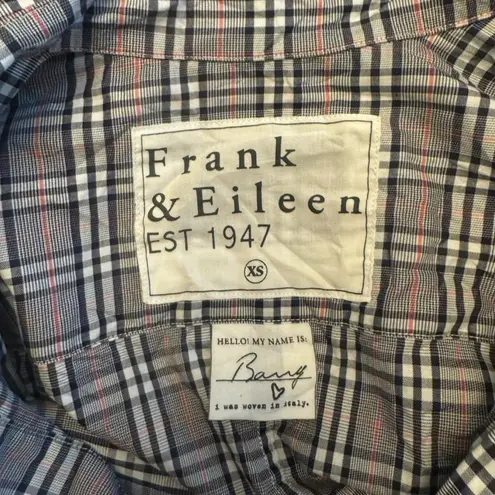 Frank
& Eileen
EST 1947
XS
HELLO! MY NAME IS:
Barry
i was woven in italy.